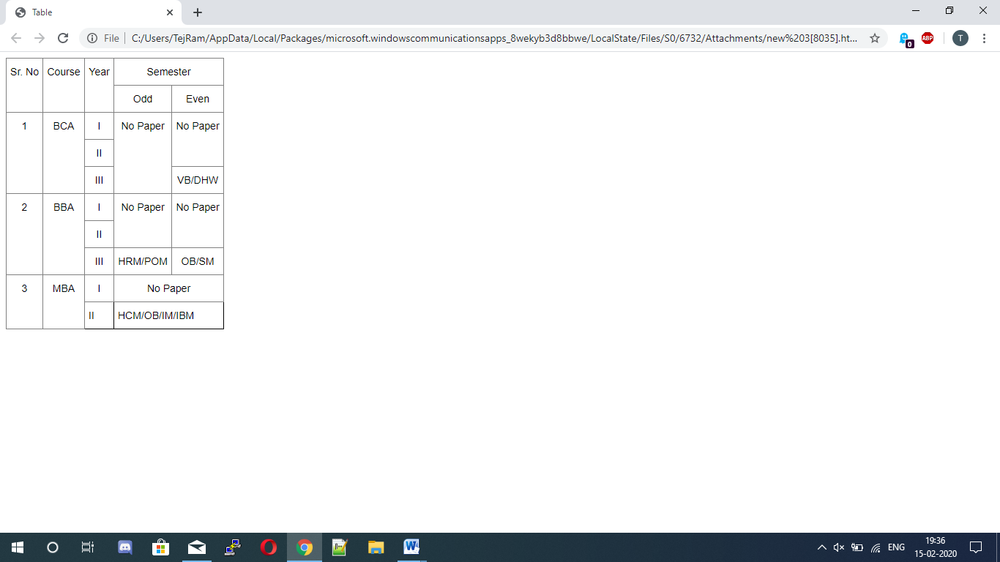 Table
File
C:/Users/TejRam/AppData/Local/Packages/microsoft.windowscommunicationsapps_8wekyb3d8bbwe/LocalState/Files/S0/6732/Attachments/new%203[8035].ht...
0
ABP
T
Sr. No Course Year Semester
Odd Even
1 BCA I No Paper No Paper
II
III VB/DHW
2 BBA I No Paper No Paper
II
III HRM/POM OB/SM
3 MBA I No Paper
II HCM/OB/IM/IBM
W
ENG
19:36
15-02-2020